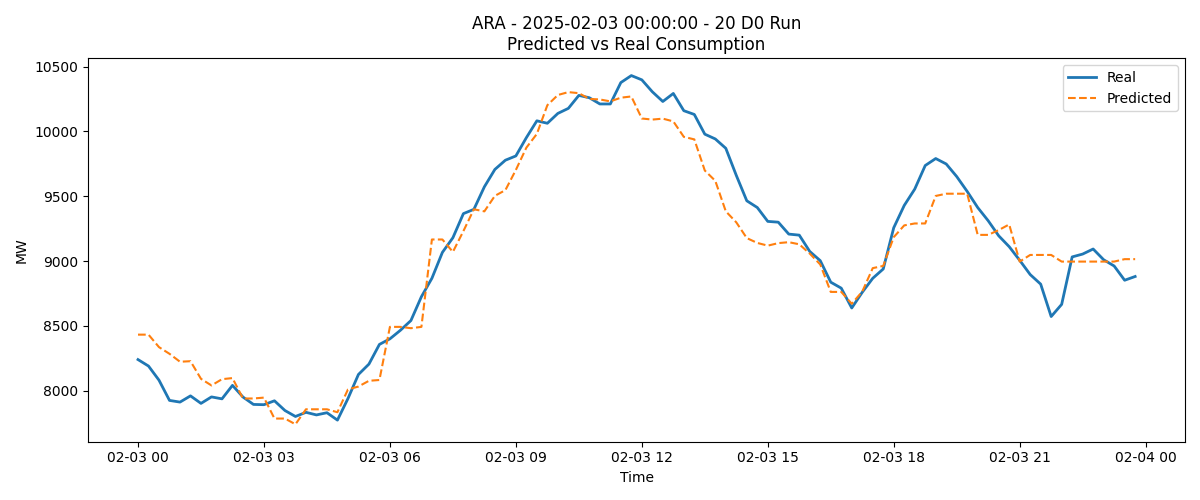 ARA - 2025-02-03 00:00:00 - 20 D0 Run
Predicted vs Real Consumption
Real
Predicted
MW
10500
10000
9500
9000
8500
8000
02-03 00
02-03 03
02-03 06
02-03 09
02-03 12
02-03 15
02-03 18
02-03 21
02-04 00
Time